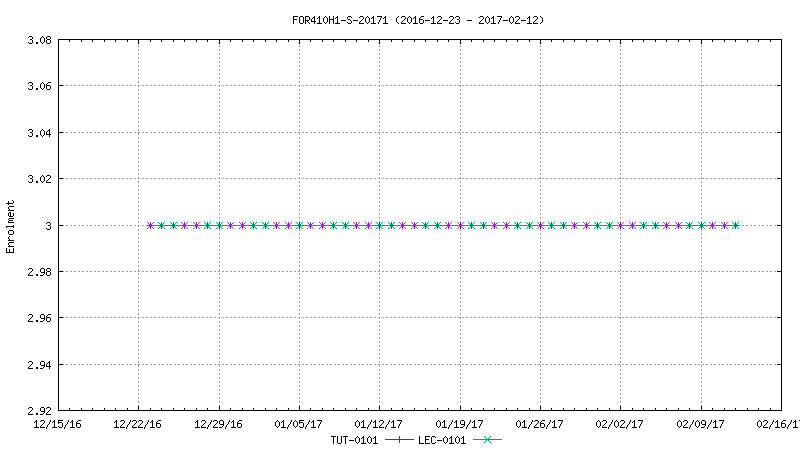 FOR410H1-S-20171 (2016-12-23 - 2017-02-12)
3.08
3.06
3.04
3.02
3
2.98
2.96
2.94
2.92
Enrolment
12/15/16 12/22/16 12/29/16 01/05/17 01/12/17 01/19/17 01/26/17 02/02/17 02/09/17 02/16/1
TUT-0101 LEC-0101